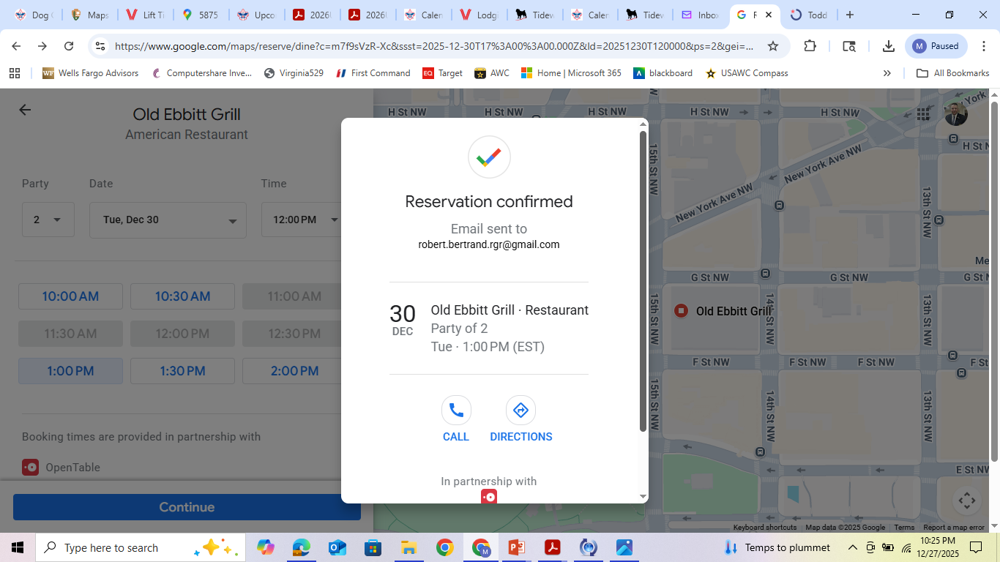 Dog
Maps
Lift Ti
5875
Upco
2026
2026
Calen
Lodgi
Tidew
Calen
Tidew
Inbox
Todd
https://www.google.com/maps/reserve/dine?c=m7f9sVzR-Xc&ssst=2025-12-30T17%3A00%3A00.000Z&ld=20251230T120000&ps=2&gei=...
M Paused
WF Wells Fargo Advisors
Computershare Inve...
Virginia529
First Command
EQ Target
AWC
Home | Microsoft 365
blackboard
USAWC Compass
All Bookmarks
Old Ebbitt Grill
American Restaurant
Party Date Time
2 Tue, Dec 30 12:00 PM
10:00 AM 10:30 AM 11:00 AM
11:30 AM 12:00 PM 12:30 PM
1:00 PM 1:30 PM 2:00 PM
Booking times are provided in partnership with
OpenTable
Continue
Reservation confirmed
Email sent to
robert.bertrand.rgr@gmail.com
30
DEC
Old Ebbitt Grill · Restaurant
Party of 2
Tue · 1:00 PM (EST)
CALL DIRECTIONS
In partnership with
H St NW H St NW H St NW H St NW H St NW
York
H St N
New York Ave NW
New York Ave NW
15th St NW
13th St NW
Me
G St NW G St NW G St N
15th St NW
14th St NW
Old Ebbitt Grill
F St NW F St NW F St NW F St
15th St NW
14th St NW
13th St NW
E St N
Keyboard shortcuts Map data ©2025 Google Terms Report a map error
Type here to search
M
Temps to plummet
10:25 PM
12/27/2025